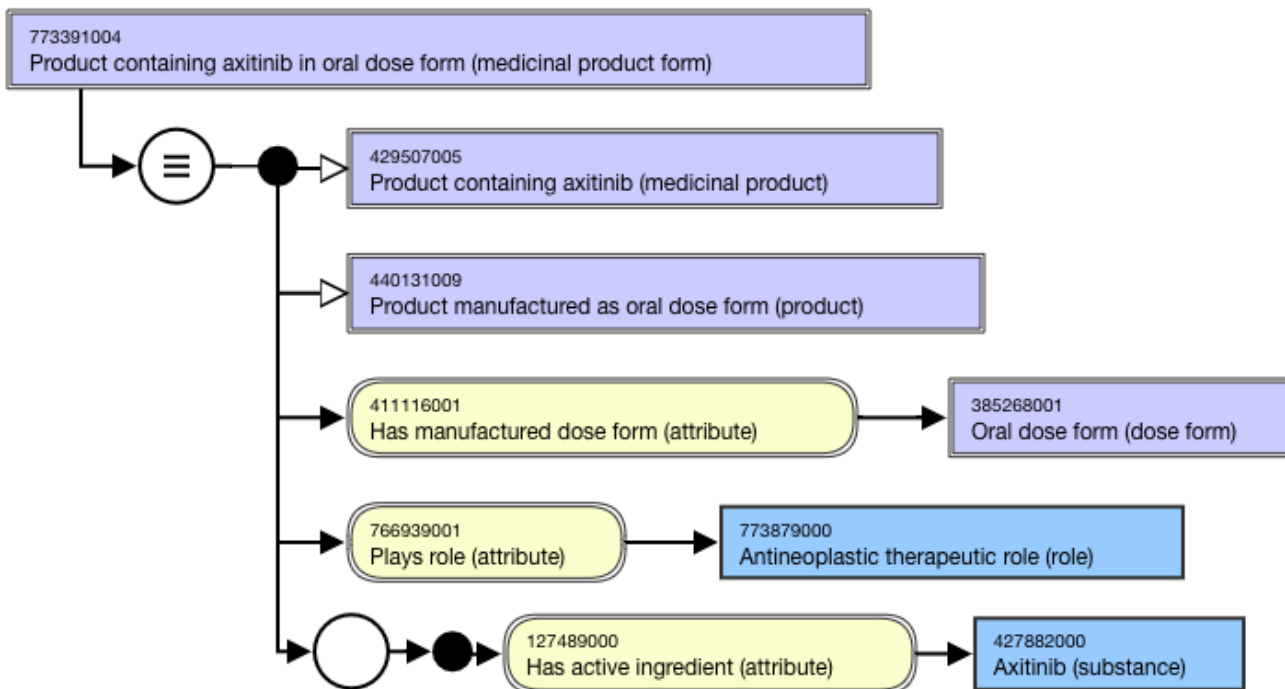 773391004
Product containing axitinib in oral dose form (medicinal product form)
429507005
Product containing axitinib (medicinal product)
440131009
Product manufactured as oral dose form (product)
411116001
Has manufactured dose form (attribute)
385268001
Oral dose form (dose form)
766939001
Plays role (attribute)
773879000
Antineoplastic therapeutic role (role)
127489000
Has active ingredient (attribute)
427882000
Axitinib (substance)